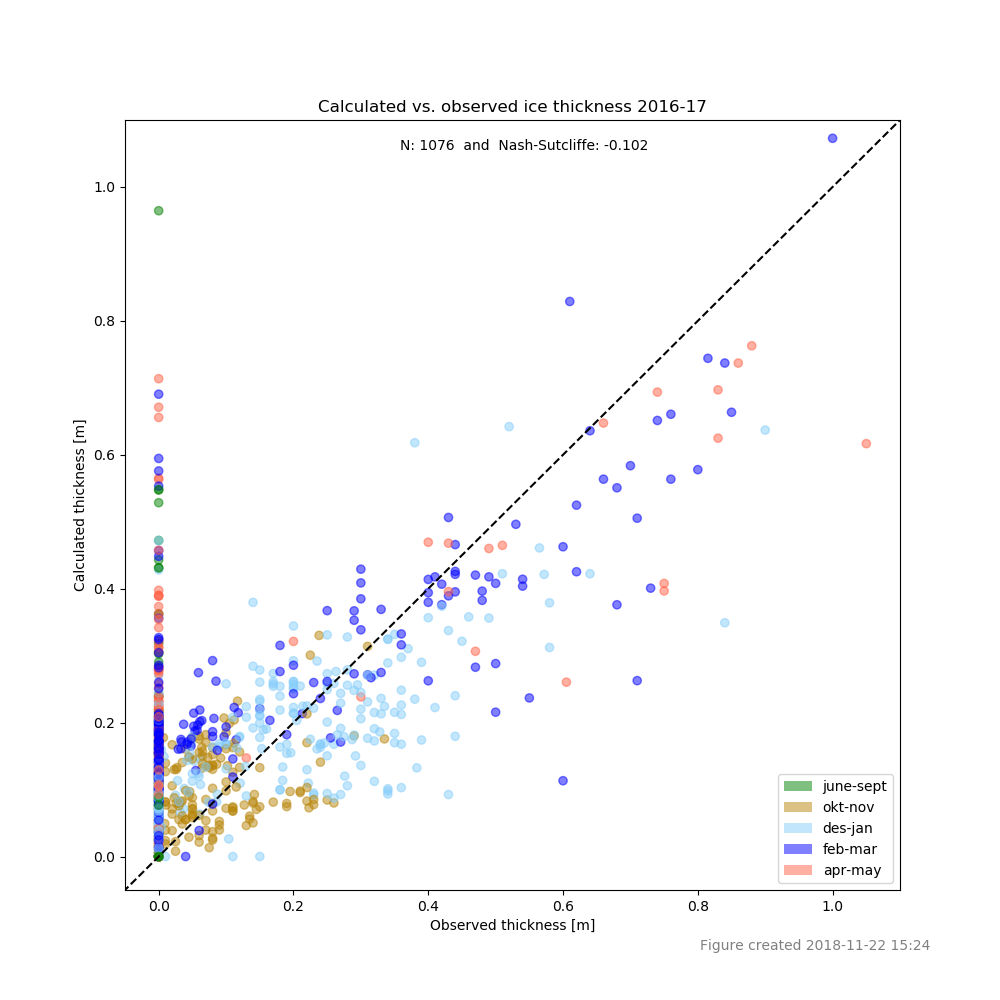 Calculated vs. observed ice thickness 2016-17
N: 1076 and Nash-Sutcliffe: -0.102
1.0
0.8
0.6
0.4
0.2
0.0
Calculated thickness [m]
june-sept
okt-nov
des-jan
feb-mar
apr-may
0.0 0.2 0.4 0.6 0.8 1.0
Observed thickness [m]
Figure created 2018-11-22 15:24